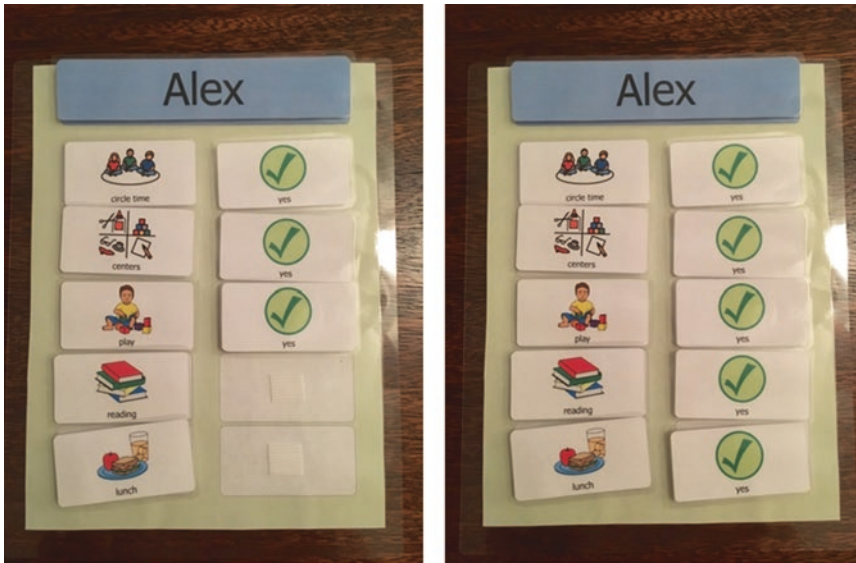 Alex
circle time
yes
centers
yes
play
yes
reading
lunch
Alex
circle time
yes
centers
yes
play
yes
reading
yes
lunch
yes